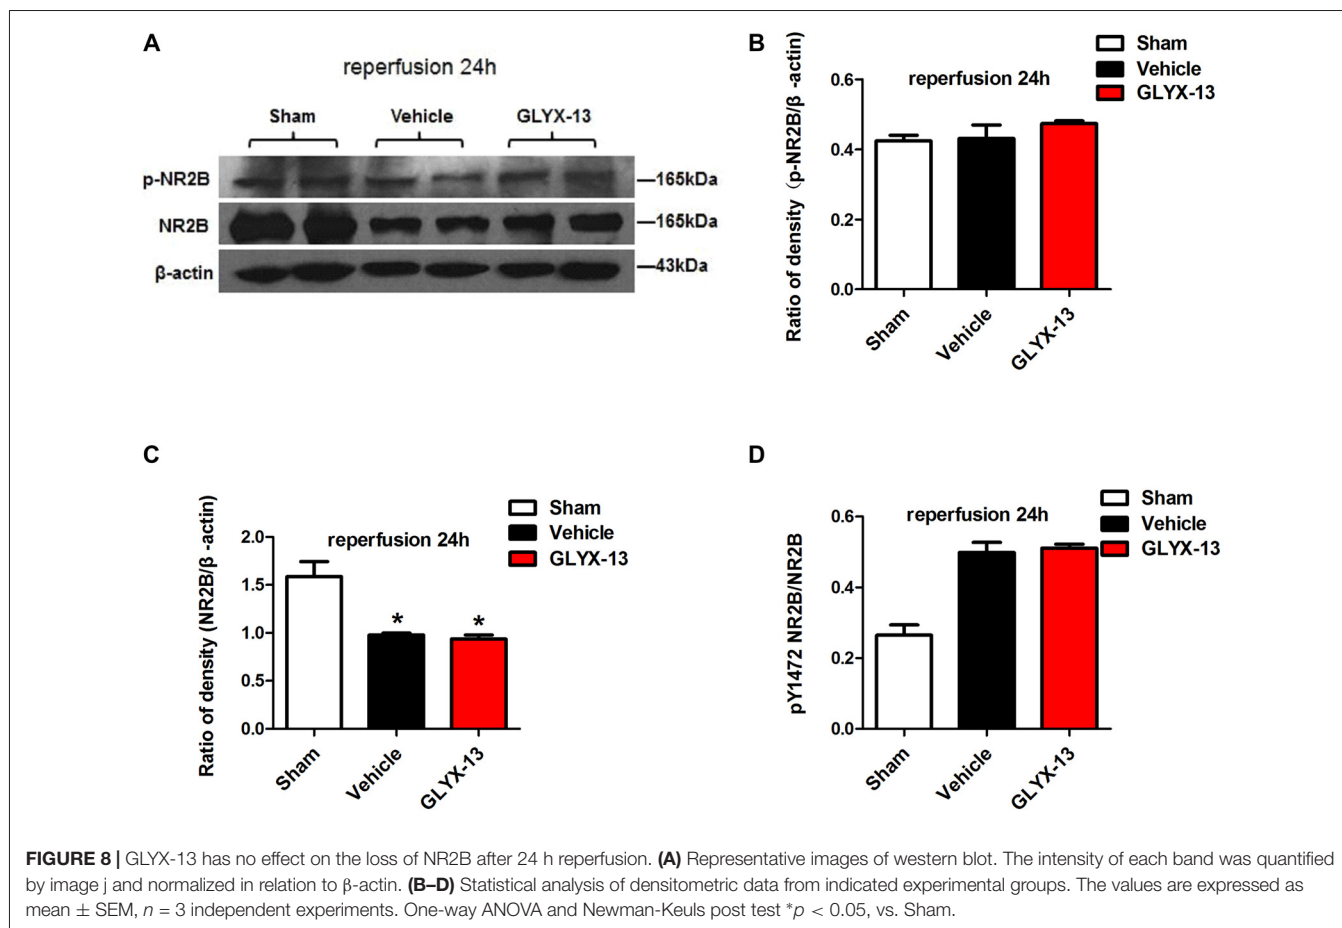 A
reperfusion 24h
Sham Vehicle GLYX-13
p-NR2B —165kDa
NR2B —165kDa
β-actin —43kDa
B
Sham
Vehicle
GLYX-13
reperfusion 24h
Ratio of density (p-NR2B/β -actin)
0.6
0.4
0.2
0.0
Sham
Vehicle
GLYX-13
C
Sham
Vehicle
GLYX-13
reperfusion 24h
Ratio of density (NR2B/β -actin)
2.0
1.5
1.0
0.5
0.0
* *
Sham
Vehicle
GLYX-13
D
Sham
Vehicle
GLYX-13
reperfusion 24h
pY1472 NR2B/NR2B
0.6
0.4
0.2
0.0
Sham
Vehicle
GLYX-13
FIGURE 8 | GLYX-13 has no effect on the loss of NR2B after 24 h reperfusion. (A) Representative images of western blot. The intensity of each band was quantified
by image j and normalized in relation to β-actin. (B–D) Statistical analysis of densitometric data from indicated experimental groups. The values are expressed as
mean ± SEM, n = 3 independent experiments. One-way ANOVA and Newman-Keuls post test *p < 0.05, vs. Sham.